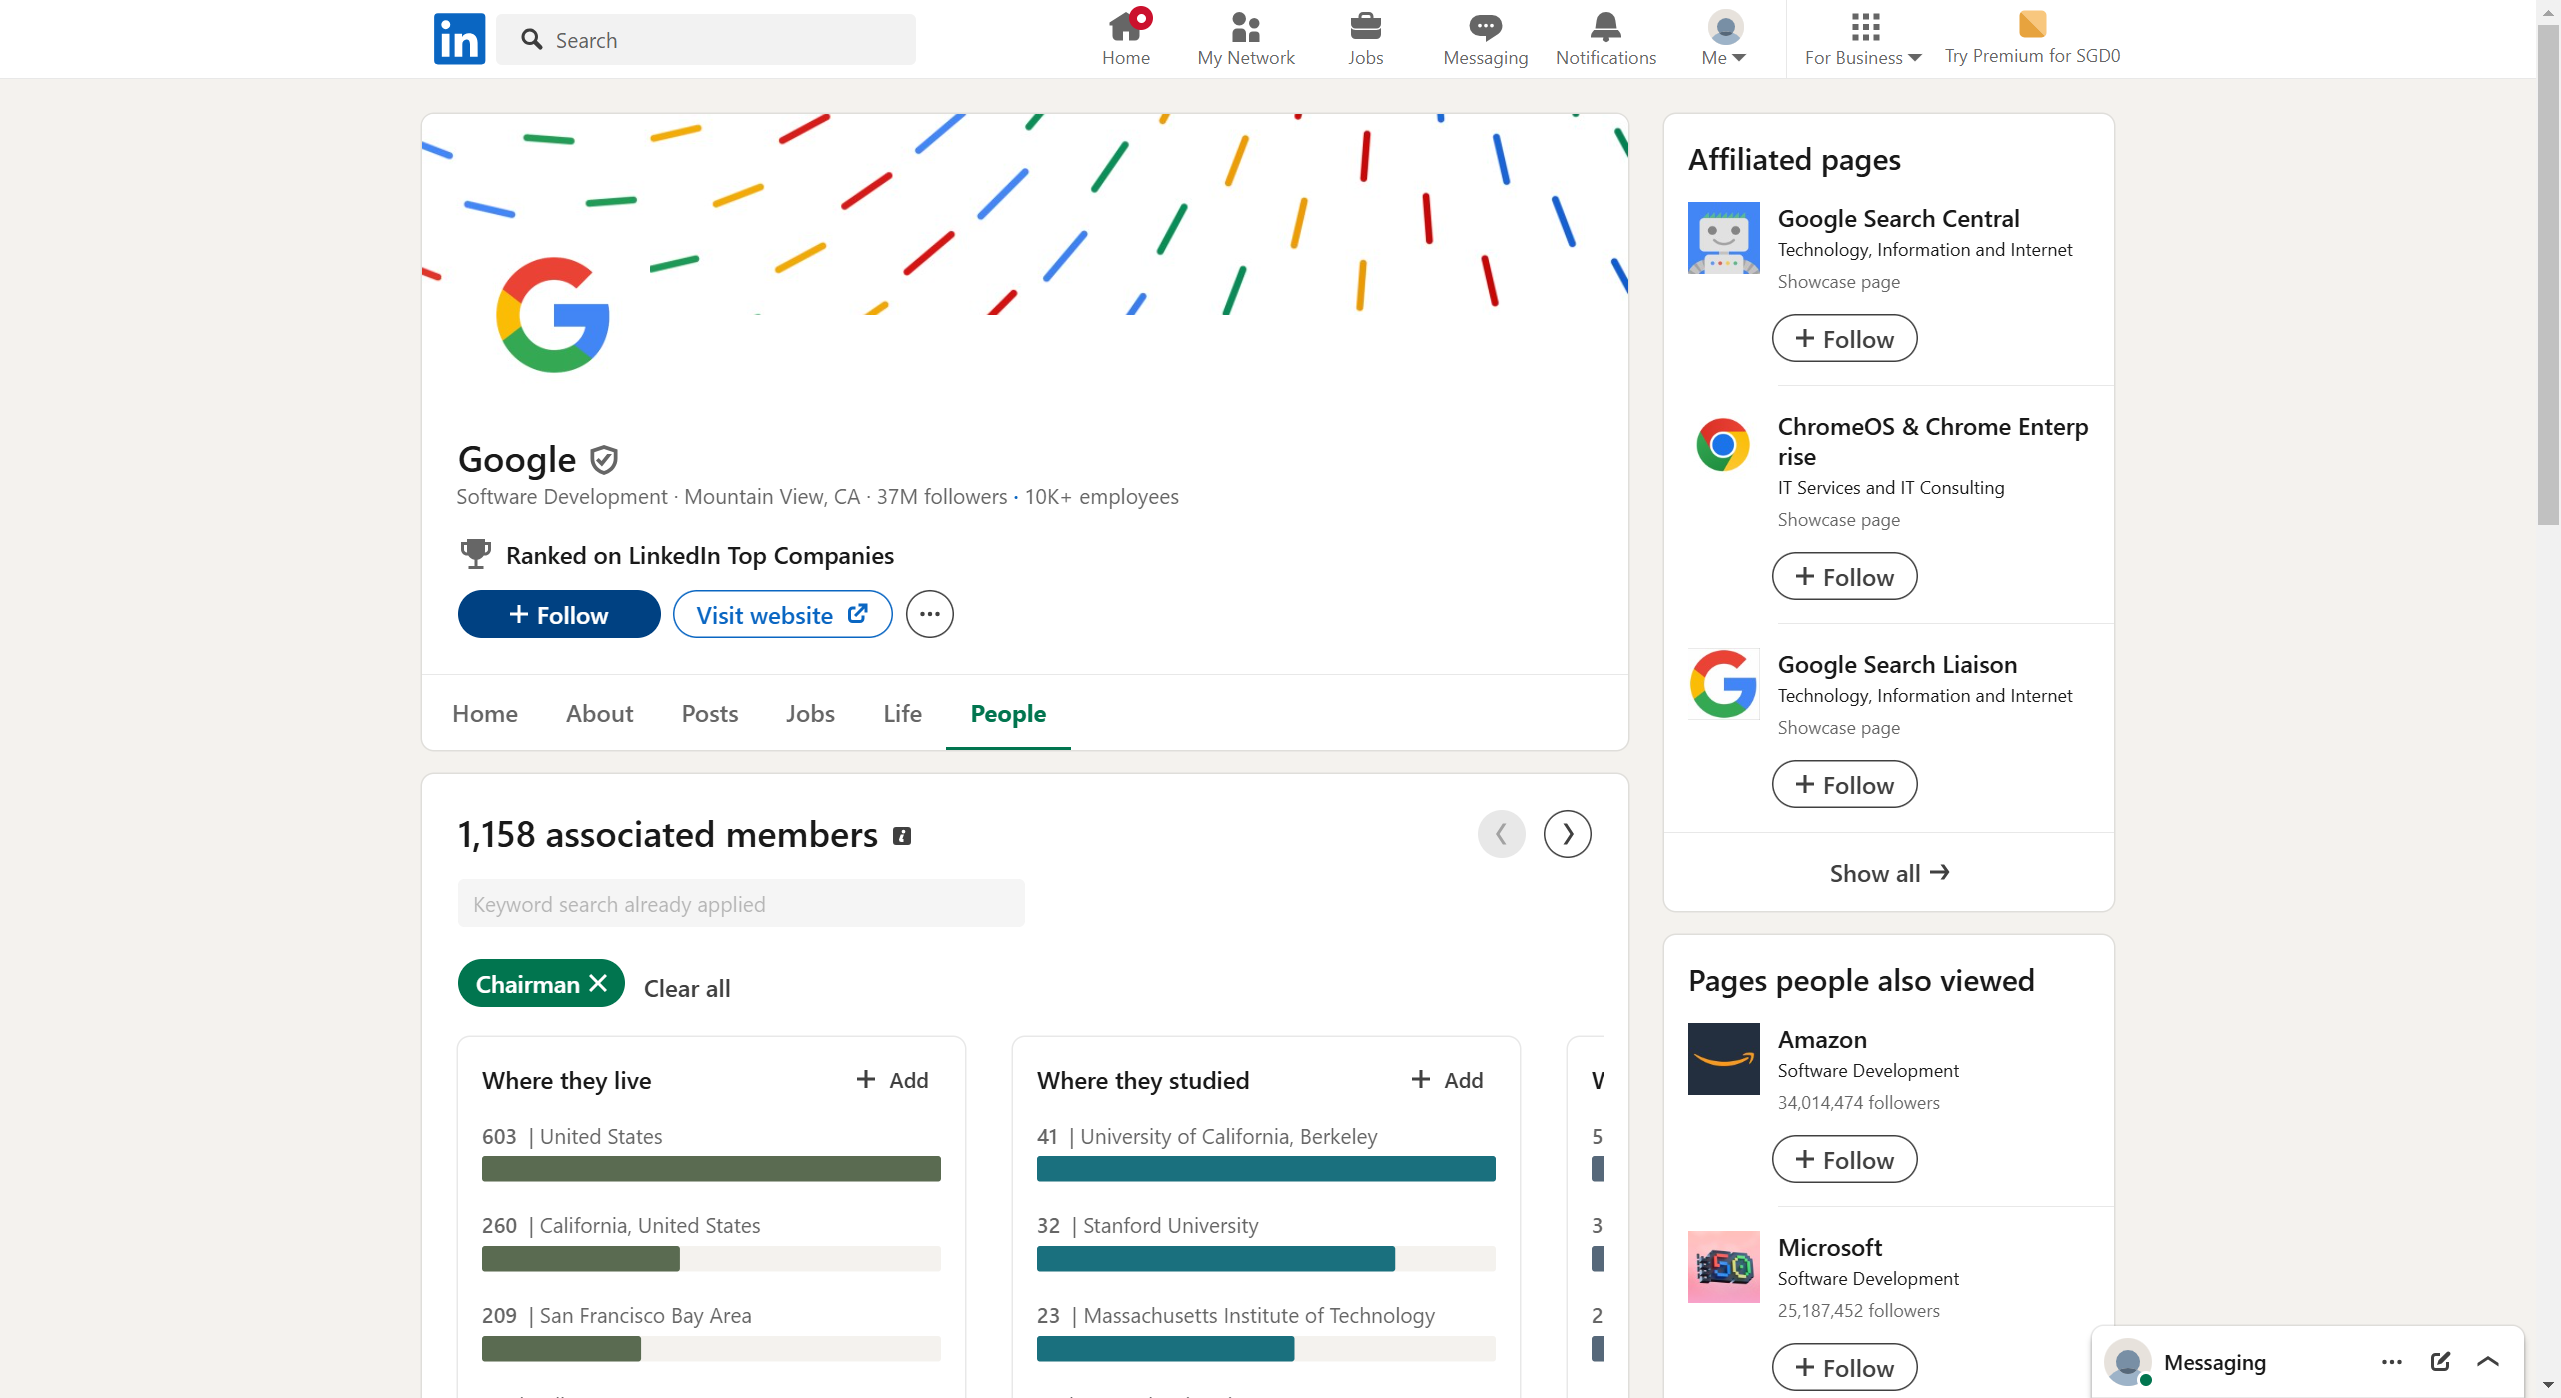 in
Search
Home
My Network
Jobs
Messaging
Notifications
Me
For Business
Try Premium for SGD0
Google
Software Development · Mountain View, CA · 37M followers · 10K+ employees
Ranked on LinkedIn Top Companies
+ Follow
Visit website
Home
About
Posts
Jobs
Life
People
1,158 associated members
Keyword search already applied
Chairman
Clear all
Where they live
+ Add
603 | United States
260 | California, United States
209 | San Francisco Bay Area
Where they studied
+ Add
41 | University of California, Berkeley
32 | Stanford University
23 | Massachusetts Institute of Technology
5
3
2
Affiliated pages
Google Search Central
Technology, Information and Internet
Showcase page
+ Follow
ChromeOS & Chrome Enterp
rise
IT Services and IT Consulting
Showcase page
+ Follow
Google Search Liaison
Technology, Information and Internet
Showcase page
+ Follow
Show all →
Pages people also viewed
Amazon
Software Development
34,014,474 followers
+ Follow
50
Microsoft
Software Development
25,187,452 followers
+ Follow
Messaging